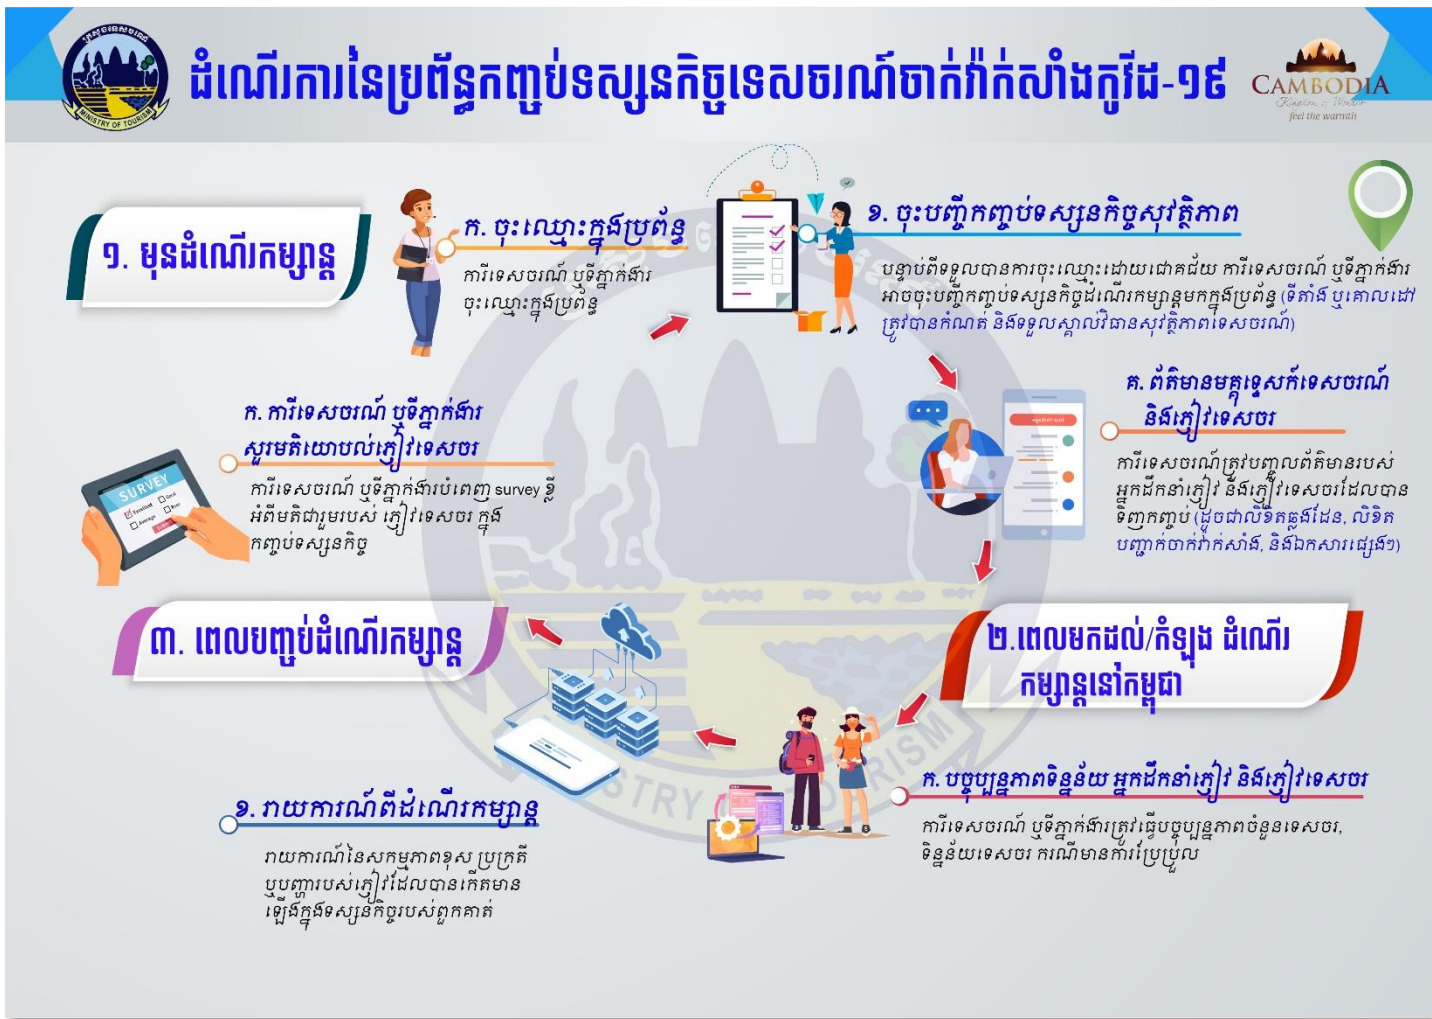 ក្រសួងទេសចរណ៍
MINISTRY OF TOURISM
ដំណើរការនៃប្រព័ន្ធកញ្ចប់ទស្សនកិច្ចទេសចរណ៍ចាក់វ៉ាក់សាំងកូវីដ-១៩
CAMBODIA
Kingdom of Wonder
feel the warmth
១. មុនដំណើរកម្សាន្ត
ក. ចុះឈ្មោះក្នុងប្រព័ន្ធ
ការីទេសចរណ៍ ឬទីភ្នាក់ងារ
ចុះឈ្មោះក្នុងប្រព័ន្ធ
ខ. ចុះបញ្ជីកញ្ចប់ទស្សនកិច្ចសុវត្ថិភាព
បន្ទាប់ពីទទួលបានការចុះឈ្មោះដោយជោគជ័យ ការីទេសចរណ៍ ឬទីភ្នាក់ងារ
អាចចុះបញ្ជីកញ្ចប់ទស្សនកិច្ចដំណើរកម្សាន្តមកក្នុងប្រព័ន្ធ (ទីតាំង ឬគោលដៅ
ត្រូវបានកំណត់ និងទទួលស្គាល់វិធានសុវត្ថិភាពទេសចរណ៍)
គ. ព័ត៌មានមគ្គុទ្ទេសក៍ទេសចរណ៍
និងភ្ញៀវទេសចរ
ការីទេសចរណ៍ត្រូវបញ្ចូលព័ត៌មានរបស់
អ្នកដឹកនាំភ្ញៀវ និងភ្ញៀវទេសចរដែលបាន
ទិញកញ្ចប់ (ដូចជាលិខិតឆ្លងដែន, លិខិត
បញ្ជាក់ចាក់វ៉ាក់សាំង, និងឯកសារផ្សេងៗ)
២.ពេលមកដល់/កំឡុង ដំណើរ
កម្សាន្តនៅកម្ពុជា
ក. បច្ចុប្បន្នភាពទិន្នន័យ អ្នកដឹកនាំភ្ញៀវ និងភ្ញៀវទេសចរ
ការីទេសចរណ៍ ឬទីភ្នាក់ងារត្រូវធ្វើបច្ចុប្បន្នភាពចំនួនទេសចរ,
ទិន្នន័យទេសចរ ករណីមានការប្រែប្រួល
៣. ពេលបញ្ចប់ដំណើរកម្សាន្ត
ក. ការីទេសចរណ៍ ឬទីភ្នាក់ងារ
សួរមតិយោបល់ភ្ញៀវទេសចរ
ការីទេសចរណ៍ ឬទីភ្នាក់ងារបំពេញ survey ខ្លី
អំពីមតិជារួមរបស់ ភ្ញៀវទេសចរ ក្នុង
កញ្ចប់ទស្សនកិច្ច
SURVEY
Excellent
Good
Average
Poor
ខ. រាយការណ៍ពីដំណើរកម្សាន្ត
រាយការណ៍នៃសកម្មភាពខុស ប្រក្រតី
ឬបញ្ហារបស់ភ្ញៀវដែលបានកើតមាន
ឡើងក្នុងទស្សនកិច្ចរបស់ពួកគាត់